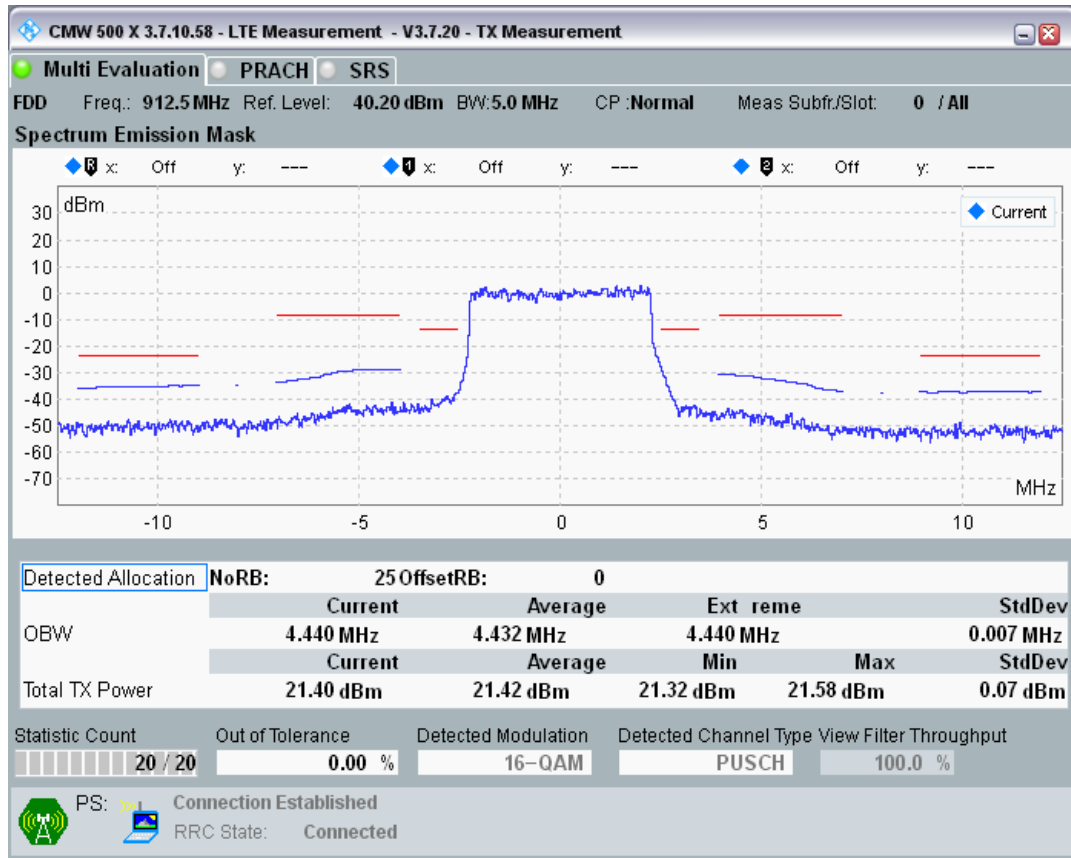 CMW 500 X 3.7.10.58 - LTE Measurement - V3.7.20 - TX Measurement
Multi Evaluation PRACH SRS
FDD Freq.: 912.5 MHz Ref. Level: 40.20 dBm BW: 5.0 MHz CP : Normal Meas Subfr./Slot: 0 / All
Spectrum Emission Mask
R x: Off y: --- 1 x: Off y: --- 2 x: Off y: ---
dBm
Current
30
20
10
0
-10
-20
-30
-40
-50
-60
-70
MHz
-10 -5 0 5 10
Detected Allocation NoRB: 25 OffsetRB: 0
Current Average Ext reme StdDev
OBW 4.440 MHz 4.432 MHz 4.440 MHz 0.007 MHz
Current Average Min Max StdDev
Total TX Power 21.40 dBm 21.42 dBm 21.32 dBm 21.58 dBm 0.07 dBm
Statistic Count Out of Tolerance Detected Modulation Detected Channel Type View Filter Throughput
20 / 20 0.00 % 16-QAM PUSCH 100.0 %
PS: Connection Established
RRC State: Connected